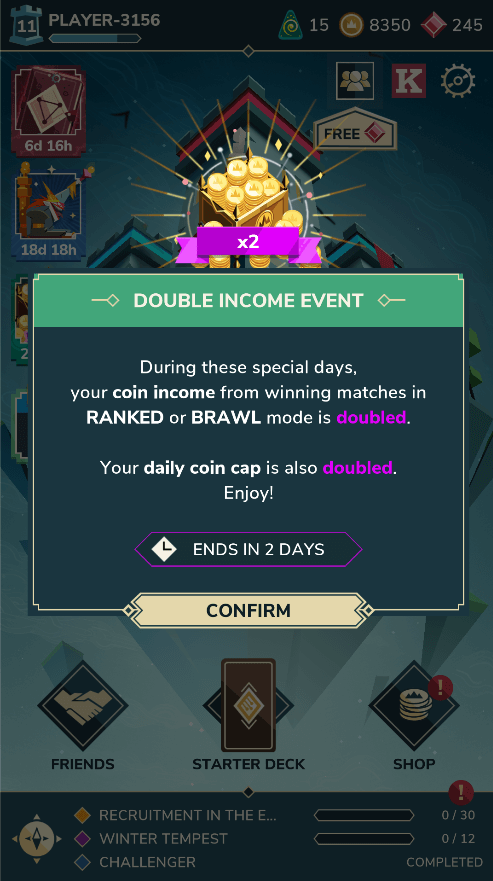 11
PLAYER-3156
15
8350
245
K
FREE
6d 16h
18d 18h
2
x2
DOUBLE INCOME EVENT
During these special days,
your coin income from winning matches in
RANKED or BRAWL mode is doubled.
Your daily coin cap is also doubled.
Enjoy!
ENDS IN 2 DAYS
CONFIRM
!
FRIENDS
STARTER DECK
SHOP
!
RECRUITMENT IN THE E...
0 / 30
WINTER TEMPEST
0 / 12
CHALLENGER
COMPLETED